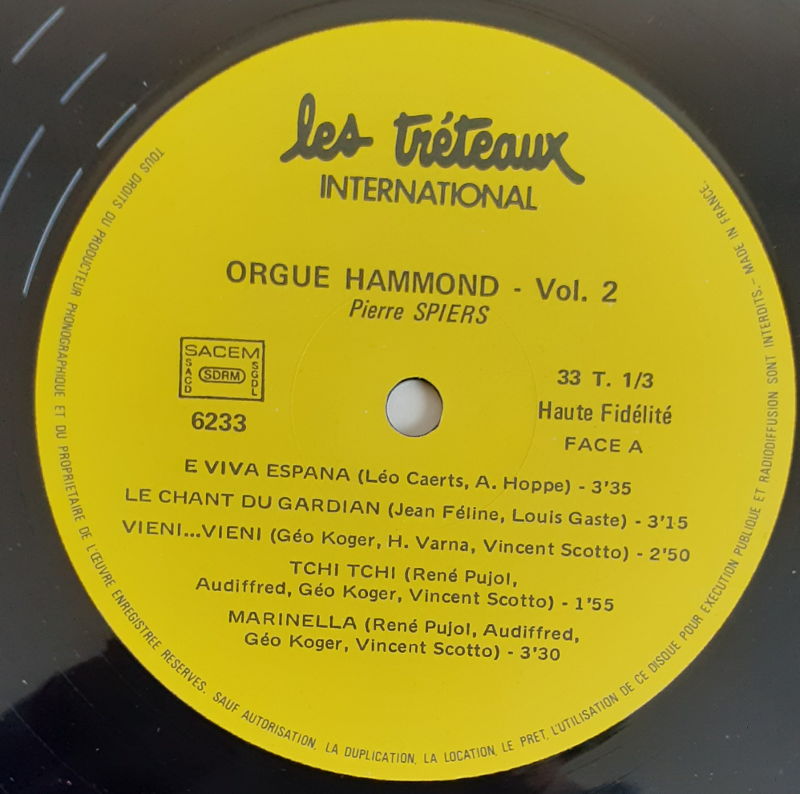 les tréteaux
INTERNATIONAL
ORGUE HAMMOND - Vol. 2
Pierre SPIERS
SACEM
SACD
SDRM
SGDL
6233
33 T. 1/3
Haute Fidélité
FACE A
E VIVA ESPANA (Léo Caerts, A. Hoppe) - 3'35
LE CHANT DU GARDIAN (Jean Féline, Louis Gaste) - 3'15
VIENI...VIENI (Géo Koger, H. Varna, Vincent Scotto) - 2'50
TCHI TCHI (René Pujol,
Audiffred, Géo Koger, Vincent Scotto) - 1'55
MARINELLA (René Pujol, Audiffred,
Géo Koger, Vincent Scotto) - 3'30
TOUS DROITS DU PRODUCTEUR PHONOGRAPHIQUE ET DU PROPRIETAIRE DE L'ŒUVRE ENREGISTREE RESERVES. SAUF AUTORISATION, LA DUPLICATION, LA LOCATION, LE PRET, L'UTILISATION DE CE DISQUE POUR EXECUTION PUBLIQUE ET RADIODIFFUSION SONT INTERDITS. - MADE IN FRANCE.